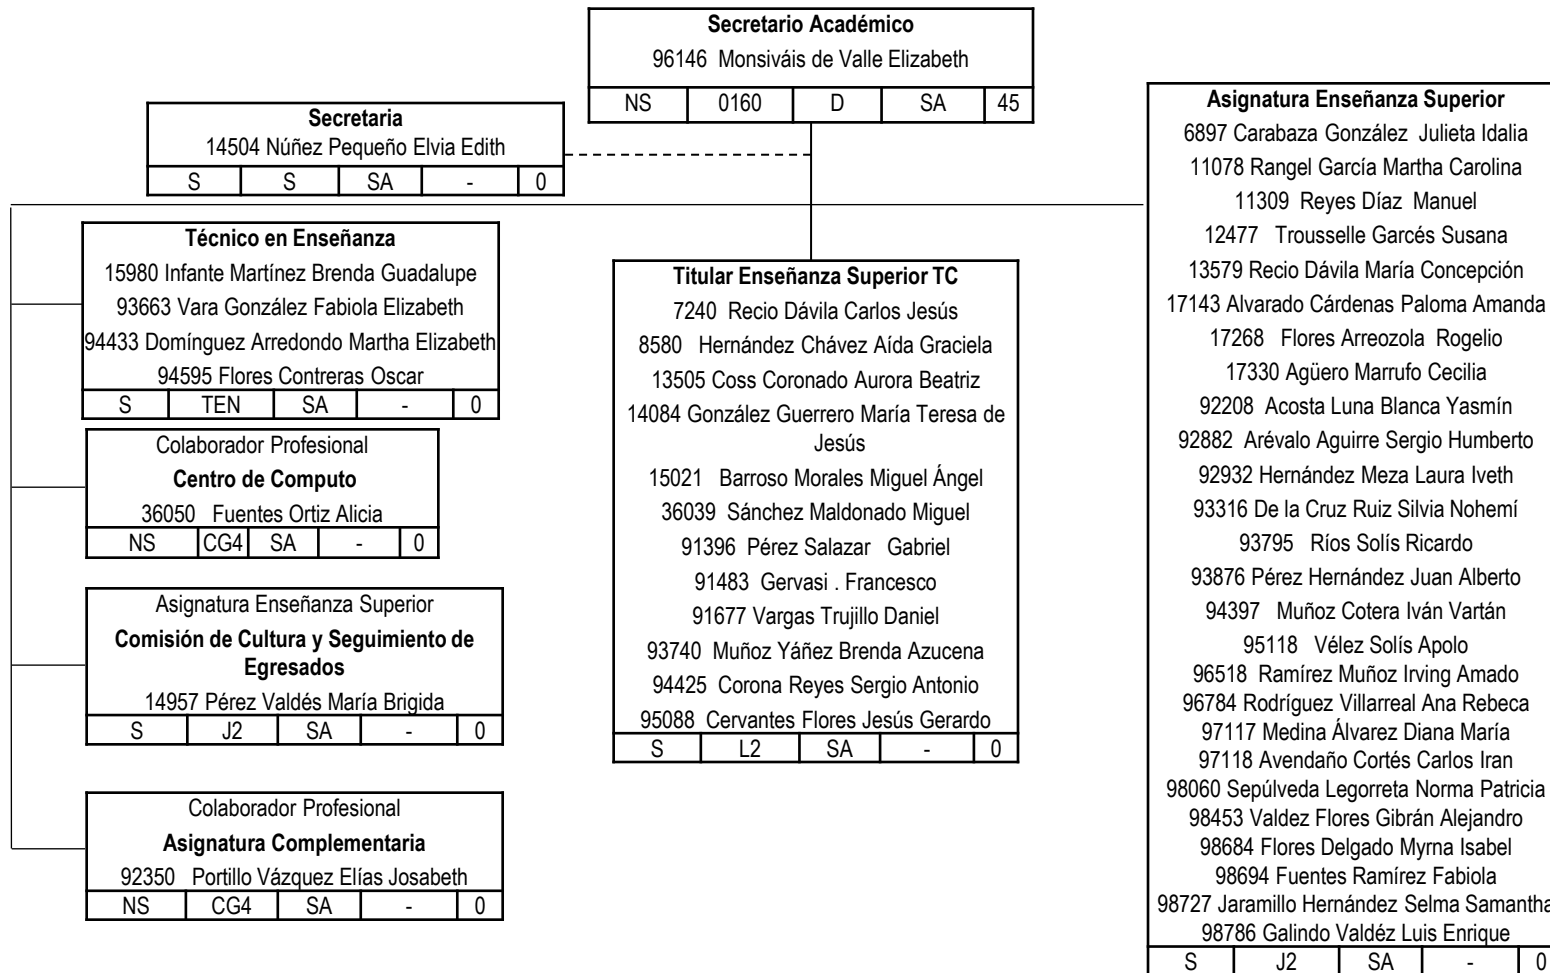 Secretario Académico
96146 Monsiváis de Valle Elizabeth
NS 0160 D SA 45
Secretaria
14504 Núñez Pequeño Elvia Edith
S S SA - 0
Técnico en Enseñanza
15980 Infante Martínez Brenda Guadalupe
93663 Vara González Fabiola Elizabeth
94433 Domínguez Arredondo Martha Elizabeth
94595 Flores Contreras Oscar
S TEN SA - 0
Colaborador Profesional
Centro de Computo
36050 Fuentes Ortiz Alicia
NS CG4 SA - 0
Asignatura Enseñanza Superior
Comisión de Cultura y Seguimiento de
Egresados
14957 Pérez Valdés María Brigida
S J2 SA - 0
Colaborador Profesional
Asignatura Complementaria
92350 Portillo Vázquez Elías Josabeth
NS CG4 SA - 0
Titular Enseñanza Superior TC
7240 Recio Dávila Carlos Jesús
8580 Hernández Chávez Aída Graciela
13505 Coss Coronado Aurora Beatriz
14084 González Guerrero María Teresa de
Jesús
15021 Barroso Morales Miguel Ángel
36039 Sánchez Maldonado Miguel
91396 Pérez Salazar Gabriel
91483 Gervasi . Francesco
91677 Vargas Trujillo Daniel
93740 Muñoz Yáñez Brenda Azucena
94425 Corona Reyes Sergio Antonio
95088 Cervantes Flores Jesús Gerardo
S L2 SA - 0
Asignatura Enseñanza Superior
6897 Carabaza González Julieta Idalia
11078 Rangel García Martha Carolina
11309 Reyes Díaz Manuel
12477 Trousselle Garcés Susana
13579 Recio Dávila María Concepción
17143 Alvarado Cárdenas Paloma Amanda
17268 Flores Arreozola Rogelio
17330 Agüero Marrufo Cecilia
92208 Acosta Luna Blanca Yasmín
92882 Arévalo Aguirre Sergio Humberto
92932 Hernández Meza Laura Iveth
93316 De la Cruz Ruiz Silvia Nohemí
93795 Ríos Solís Ricardo
93876 Pérez Hernández Juan Alberto
94397 Muñoz Cotera Iván Vartán
95118 Vélez Solís Apolo
96518 Ramírez Muñoz Irving Amado
96784 Rodríguez Villarreal Ana Rebeca
97117 Medina Álvarez Diana María
97118 Avendaño Cortés Carlos Iran
98060 Sepúlveda Legorreta Norma Patricia
98453 Valdez Flores Gibrán Alejandro
98684 Flores Delgado Myrna Isabel
98694 Fuentes Ramírez Fabiola
98727 Jaramillo Hernández Selma Samantha
98786 Galindo Valdéz Luis Enrique
S J2 SA - 0